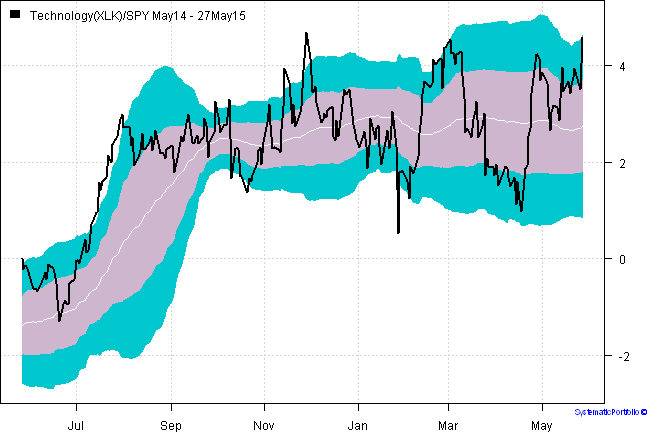 Technology(XLK)/SPY May14 - 27May15
4
2
0
-2
Jul Sep Nov Jan Mar May
SystematicPortfolio ©